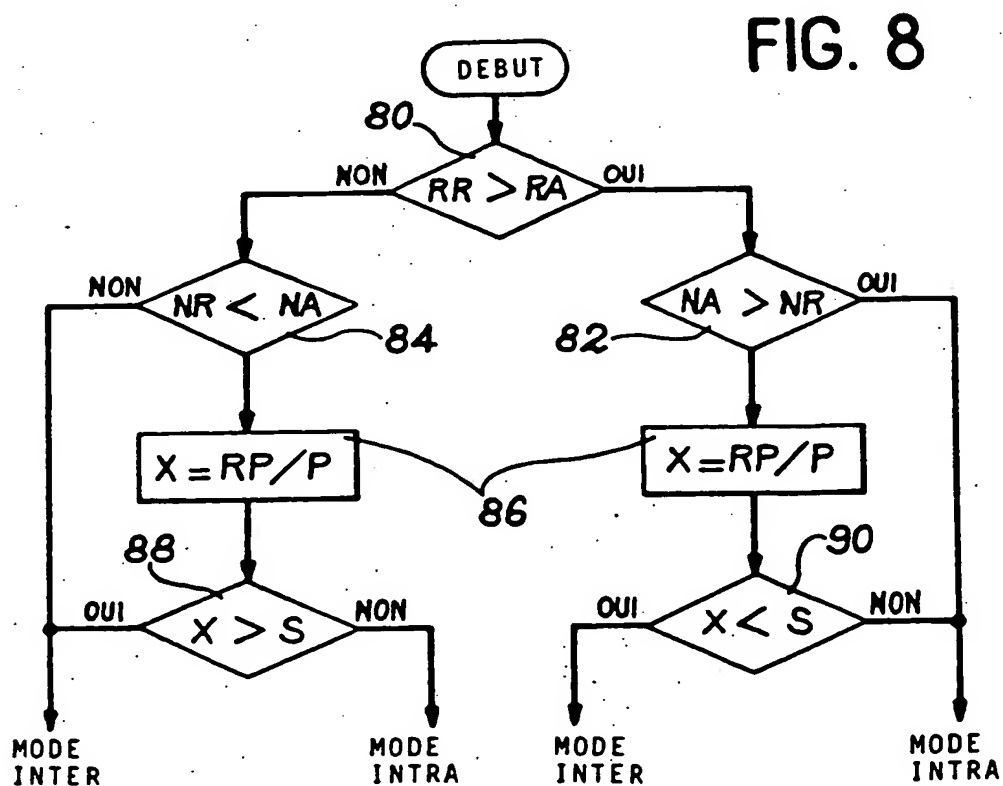 FIG. 8
DEBUT
80
NON
RR > RA
OUI
NON
NR < NA
84
82
NA > NR
OUI
X = RP/P
86
X = RP/P
88
OUI
X > S
NON
90
OUI
X < S
NON
MODE
INTER
MODE
INTRA
MODE
INTER
MODE
INTRA